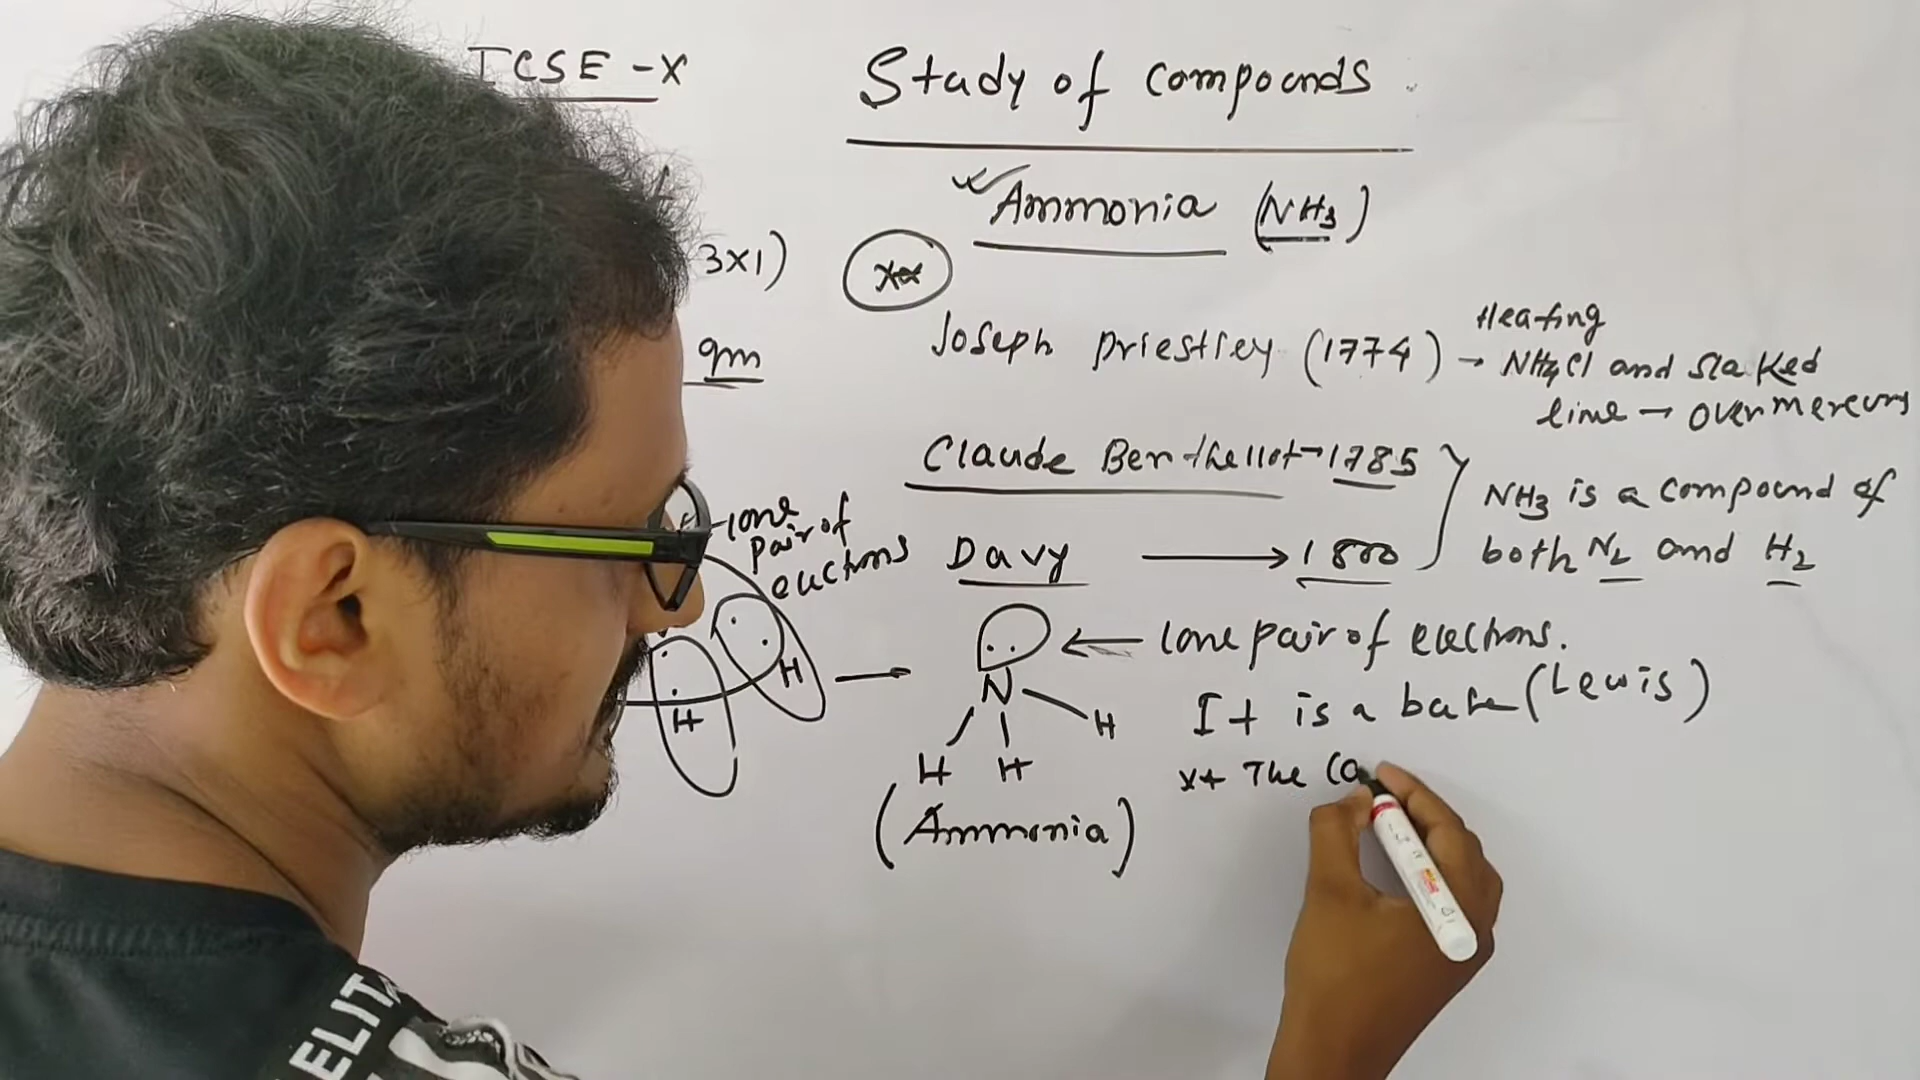 ICSE - X
Study of compounds.
Ammonia (NH3)
3x1)
Heating
Joseph priestley (1774) → NH4Cl and slaked
lime → over mercury
gm
Claude Berthellot → 1785
NH3 is a compound of
both N2 and H2
Davy → 1800
lone
pair of
electrons
← lone pair of electrons.
N
H
H
H
H
H
It is a base (Lewis)
The Co
(Ammonia)
ELIT